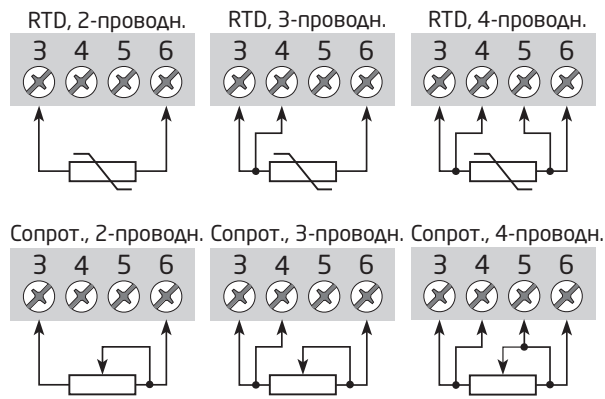 RTD, 2-проводн. RTD, 3-проводн. RTD, 4-проводн.
3 4 5 6 3 4 5 6 3 4 5 6
Сопрот., 2-проводн. Сопрот., 3-проводн. Сопрот., 4-проводн.
3 4 5 6 3 4 5 6 3 4 5 6